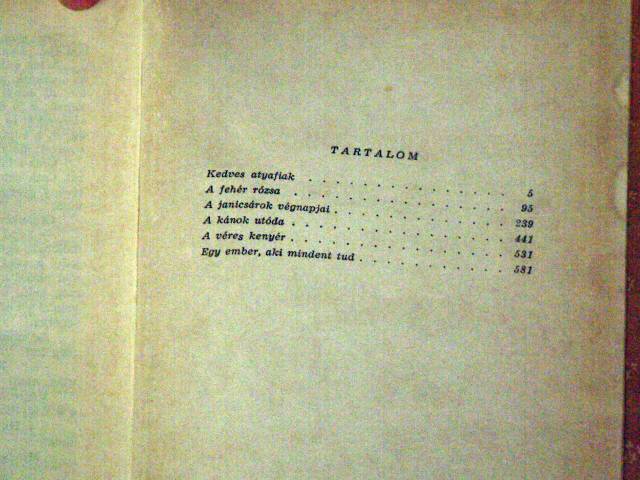 TARTALOM
Kedves atyafiak . . . . . . . . . . . . . . . 5
A fehér rózsa . . . . . . . . . . . . . . . . 95
A janicsárok végnapjai . . . . . . . . . . . . 239
A kánok utóda . . . . . . . . . . . . . . . . 441
A véres kenyér . . . . . . . . . . . . . . . . 531
Egy ember, aki mindent tud . . . . . . . . . . 581